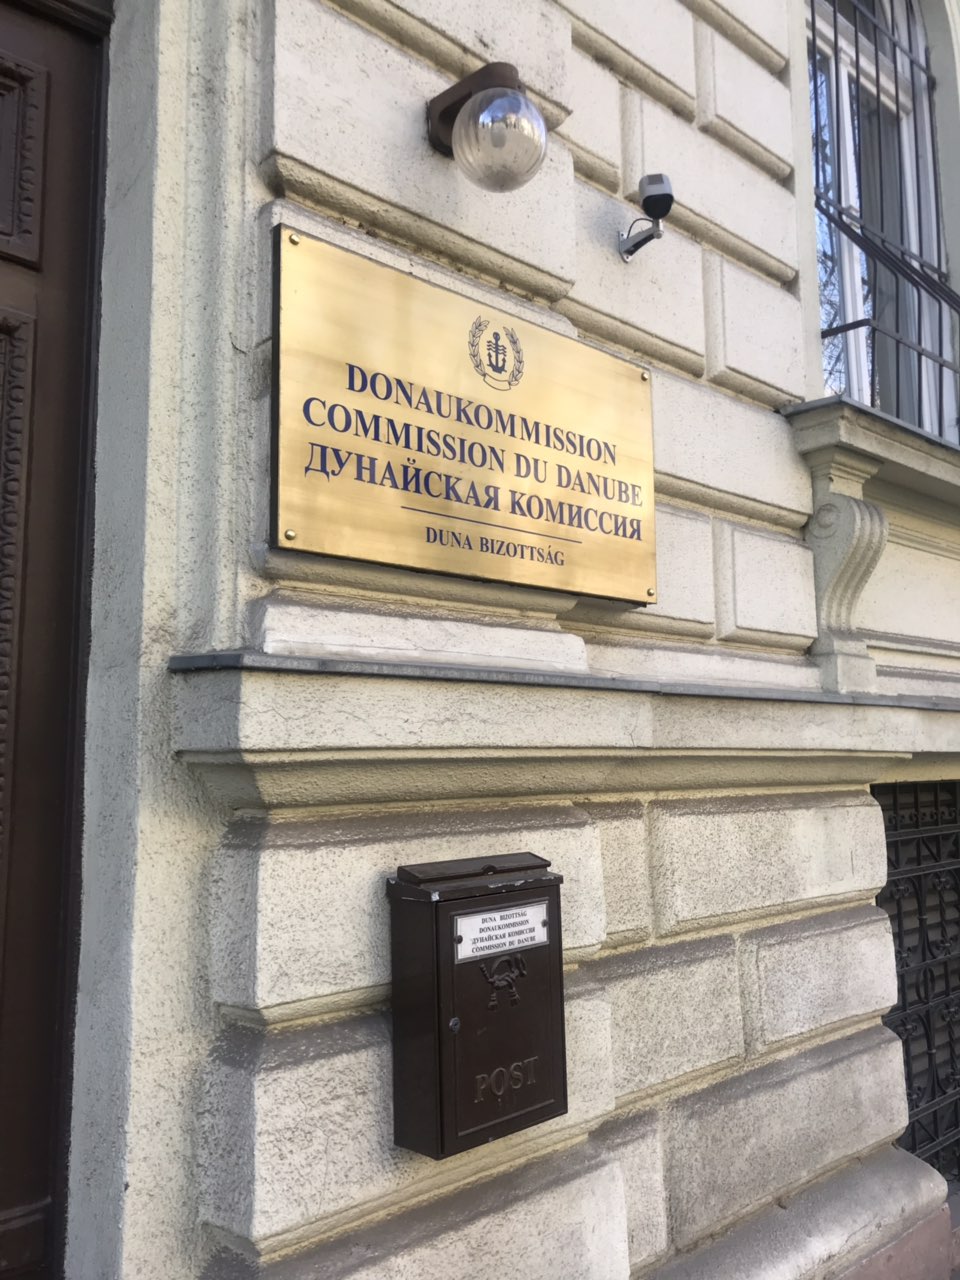 DONAUKOMMISSION
COMMISSION DU DANUBE
ДУНАЙСКАЯ КОМИССИЯ
DUNA BIZOTTSÁG
DUNA BIZOTTSÁG
DONAUKOMMISSION
ДУНАЙСКАЯ КОМИССИЯ
COMMISSION DU DANUBE
POST